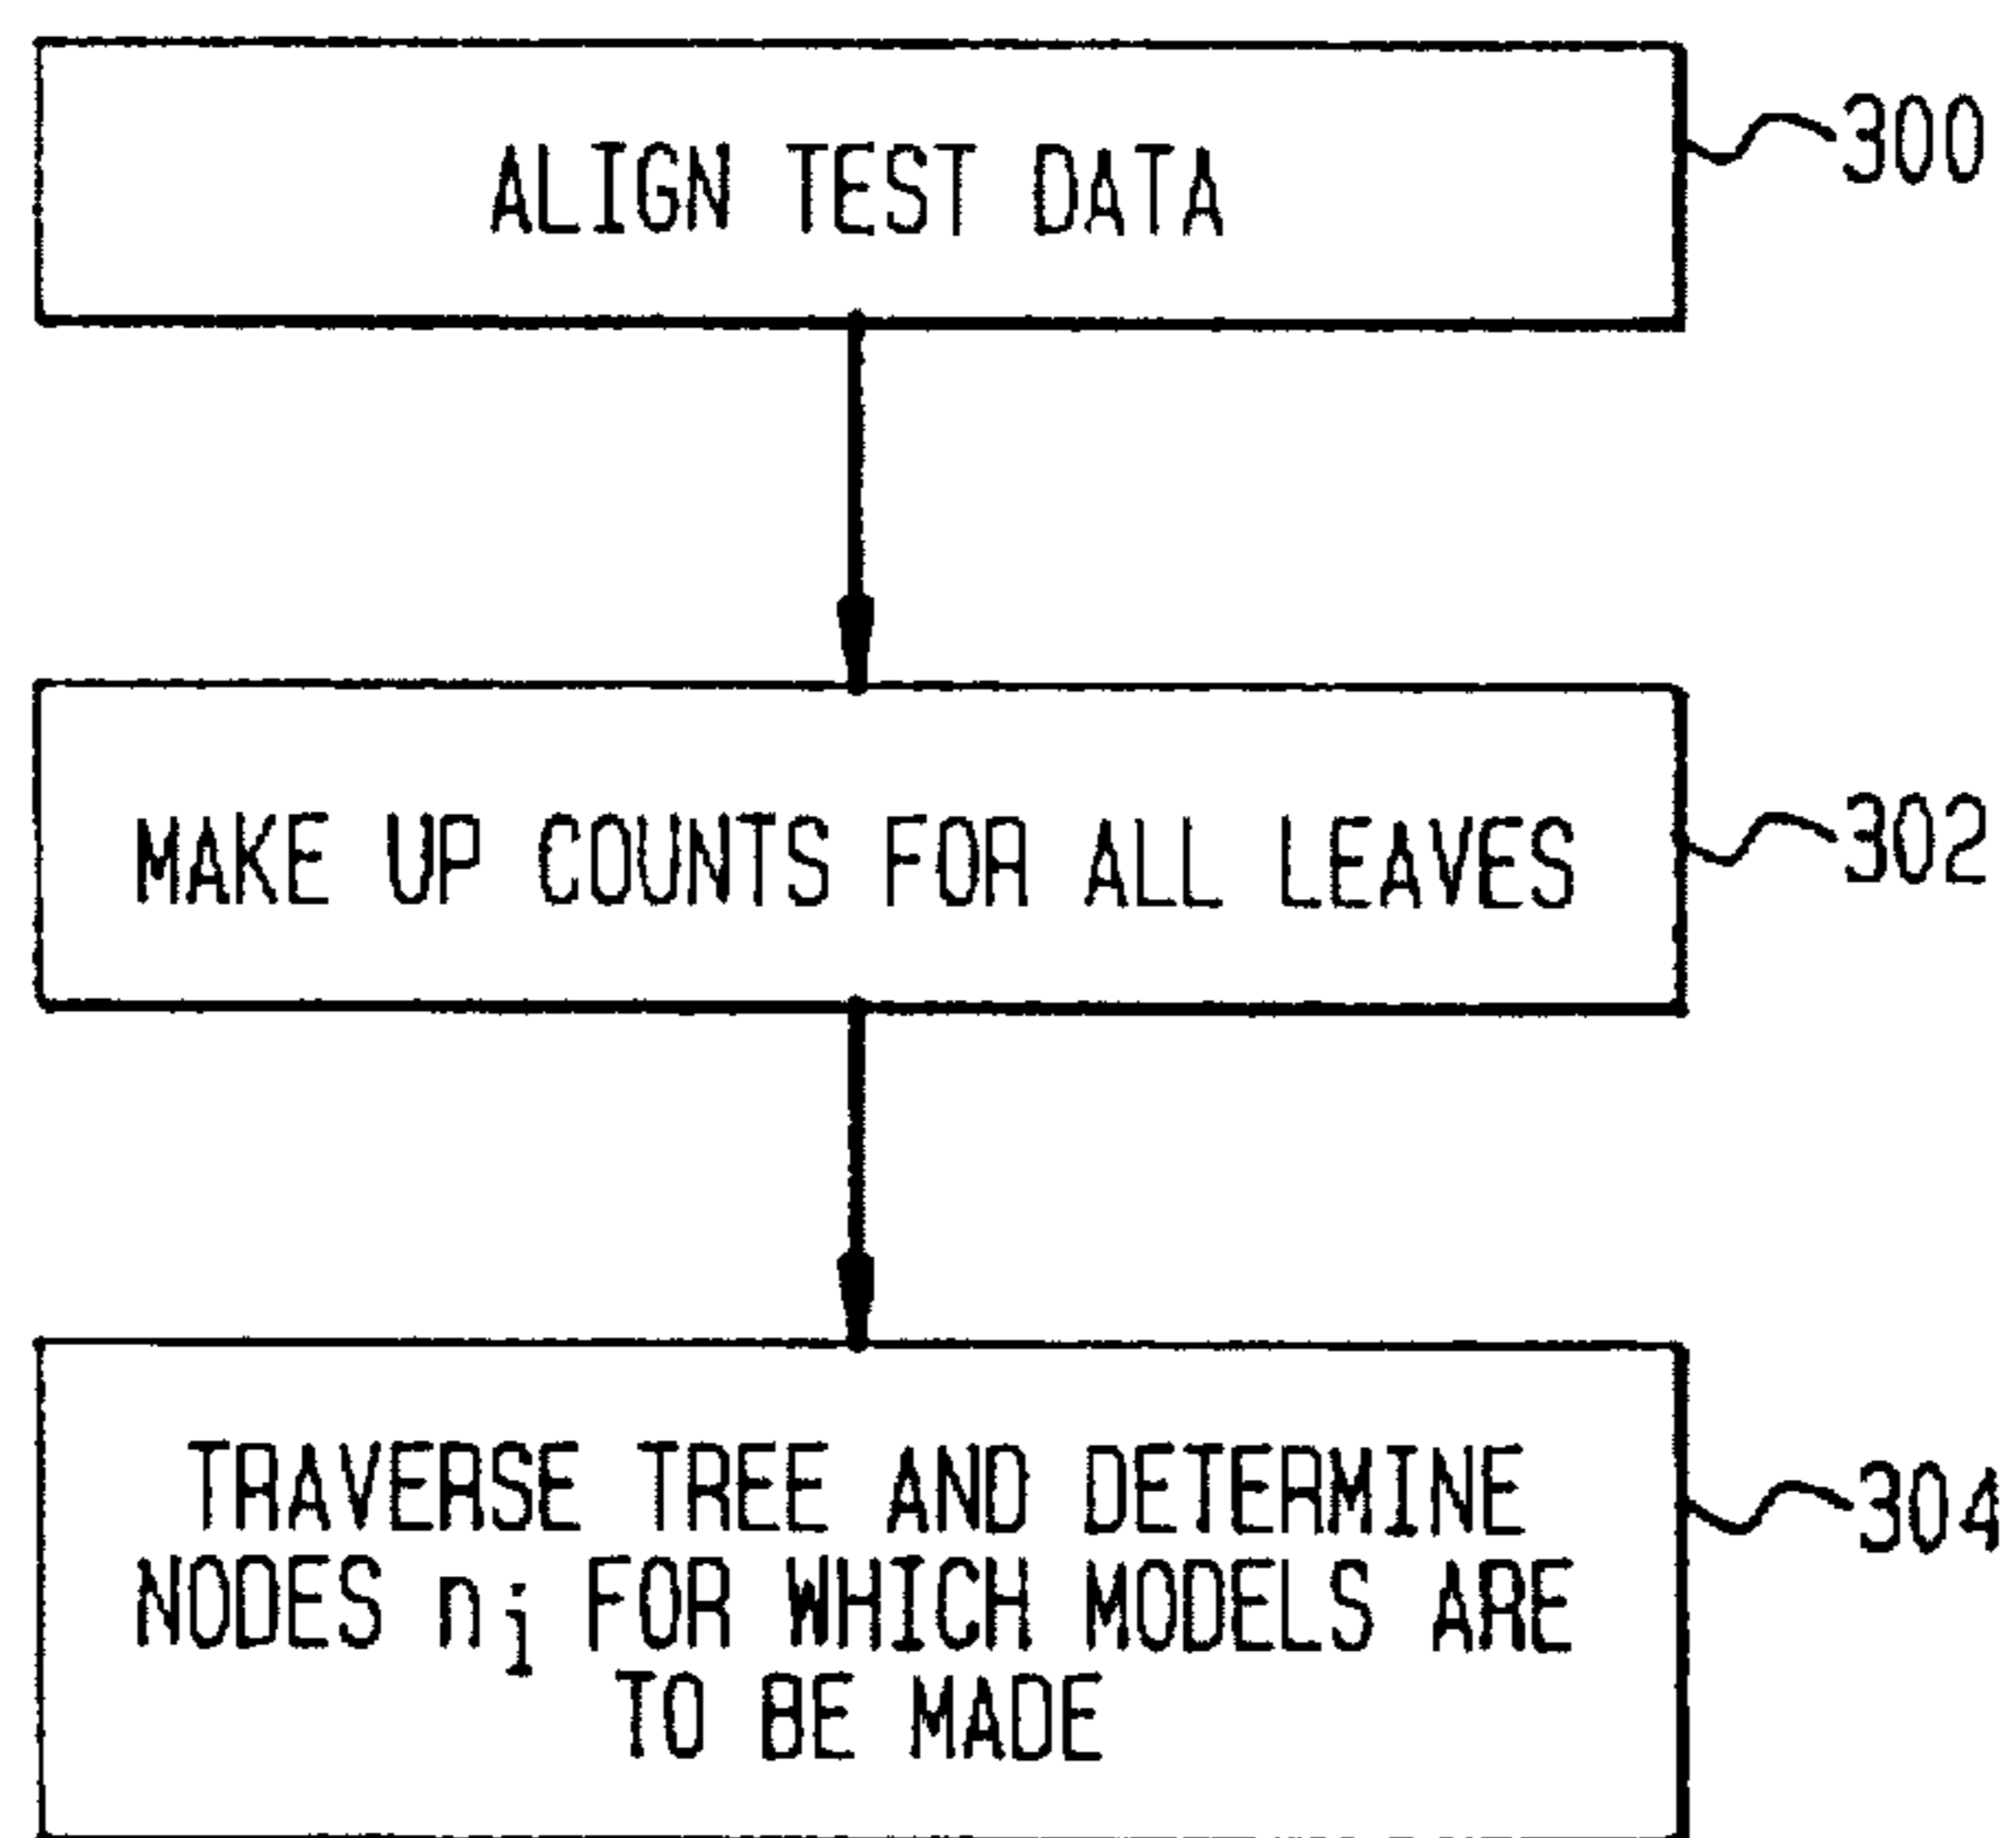 ALIGN TEST DATA
300
MAKE UP COUNTS FOR ALL LEAVES
302
TRAVERSE TREE AND DETERMINE
304
NODES nj FOR WHICH MODELS ARE
TO BE MADE